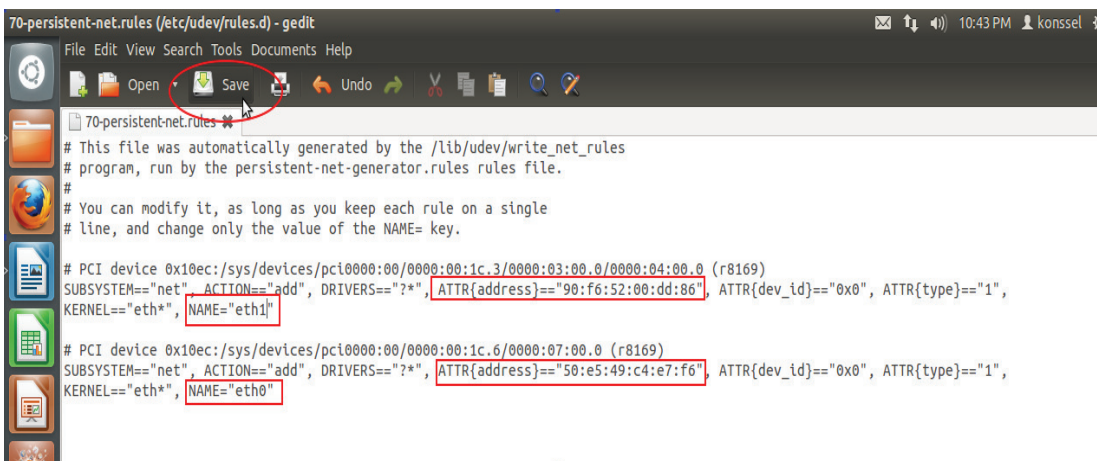 70-persistent-net.rules (/etc/udev/rules.d) - gedit
10:43 PM konssel
File Edit View Search Tools Documents Help
Open Save Undo
70-persistent-net.rules
# This file was automatically generated by the /lib/udev/write_net_rules
# program, run by the persistent-net-generator.rules rules file.
#
# You can modify it, as long as you keep each rule on a single
# line, and change only the value of the NAME= key.
# PCI device 0x10ec:/sys/devices/pci0000:00/0000:00:1c.3/0000:03:00.0/0000:04:00.0 (r8169)
SUBSYSTEM=="net", ACTION=="add", DRIVERS=="?*", ATTR{address}=="90:f6:52:00:dd:86", ATTR{dev_id}=="0x0", ATTR{type}=="1",
KERNEL=="eth*", NAME="eth1"
# PCI device 0x10ec:/sys/devices/pci0000:00/0000:00:1c.6/0000:07:00.0 (r8169)
SUBSYSTEM=="net", ACTION=="add", DRIVERS=="?*", ATTR{address}=="50:e5:49:c4:e7:f6", ATTR{dev_id}=="0x0", ATTR{type}=="1",
KERNEL=="eth*", NAME="eth0"